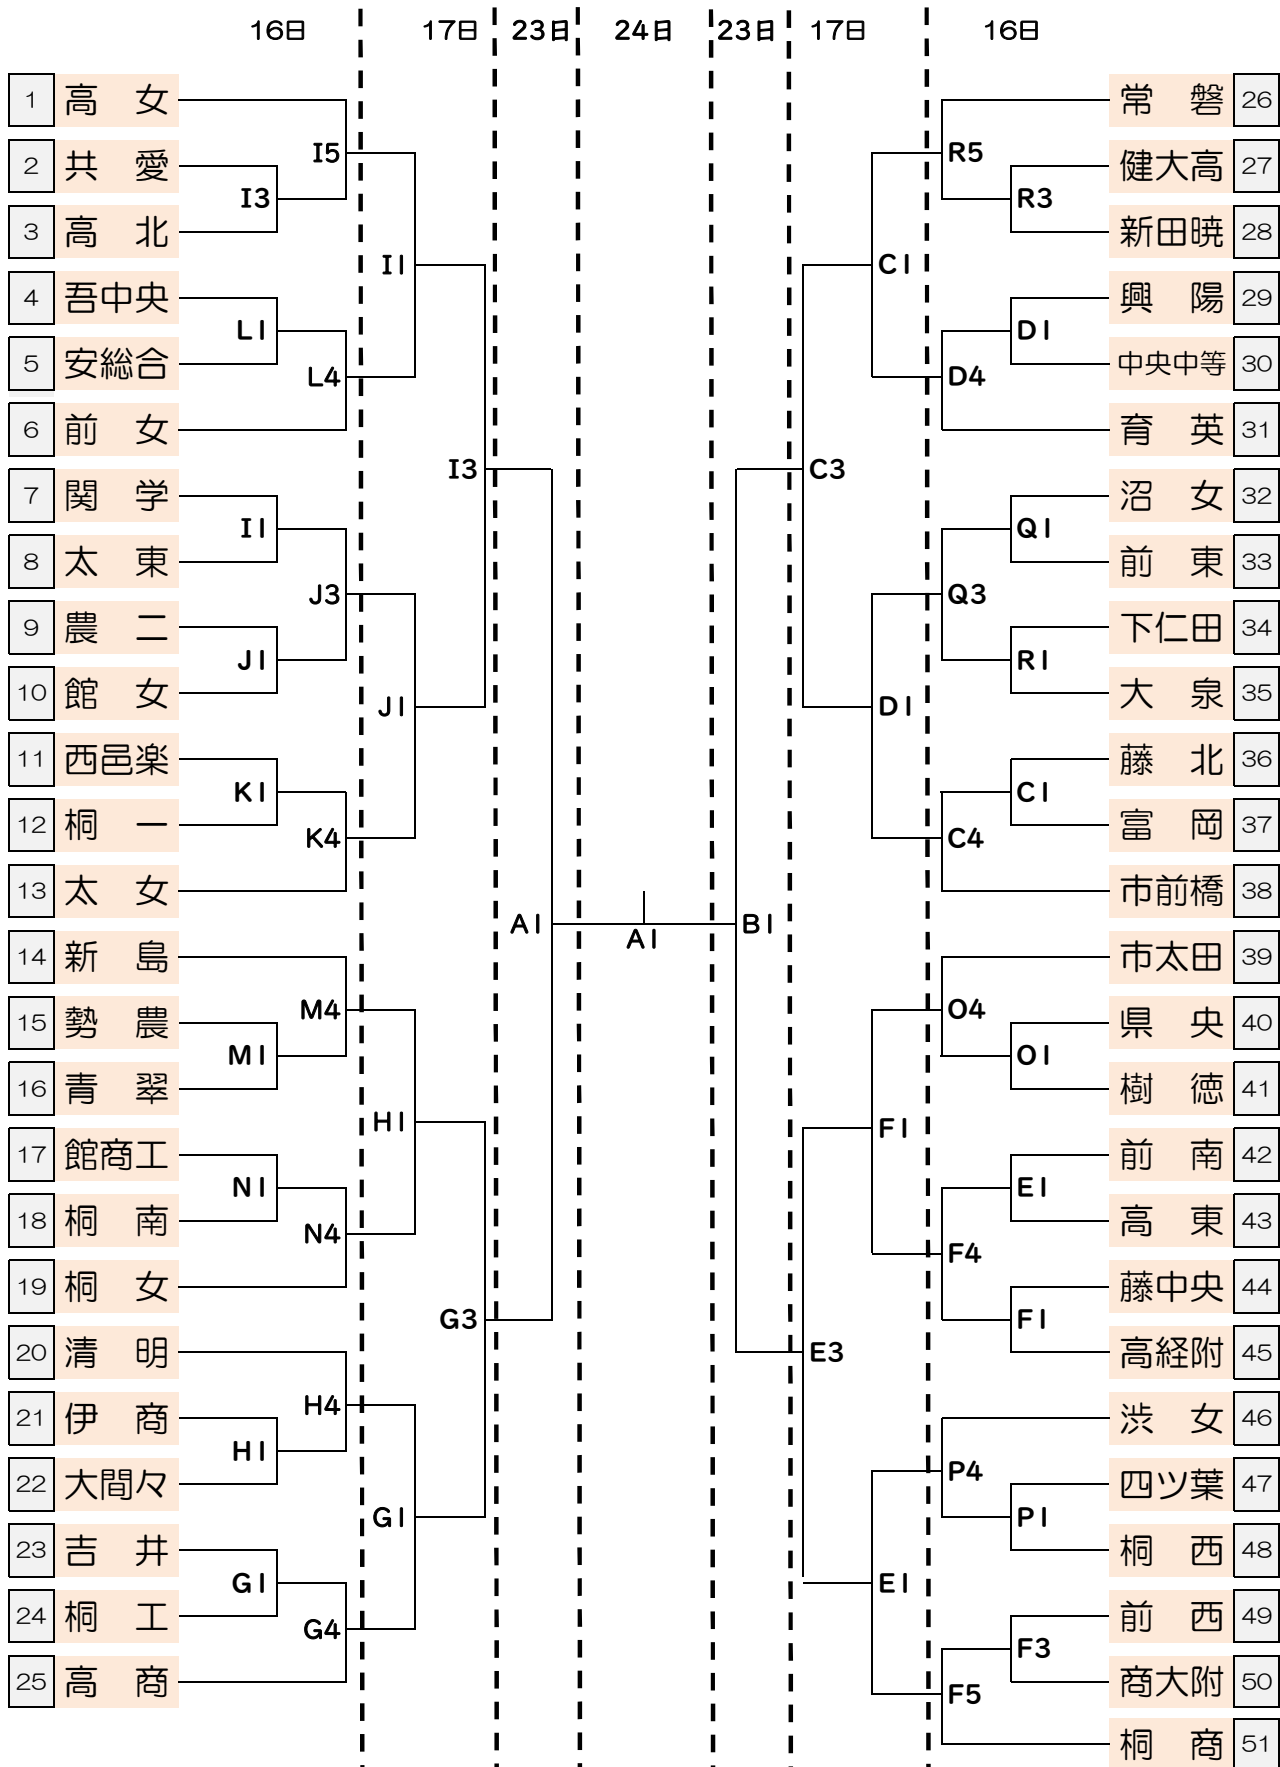 16日 17日 23日 24日 23日 17日 16日
1 高 女
2 共 愛
3 高 北
4 吾中央
5 安総合
6 前 女
7 関 学
8 太 東
9 農 二
10 館 女
11 西邑楽
12 桐 一
13 太 女
14 新 島
15 勢 農
16 青 翠
17 館商工
18 桐 南
19 桐 女
20 清 明
21 伊 商
22 大間々
23 吉 井
24 桐 工
25 高 商
I3
L1
I1
J1
K1
M1
N1
H1
G1
I5
L4
J3
K4
M4
N4
H4
G4
I1
J1
H1
G1
I3
G3
A1
A1
B1
C3
E3
C1
D1
F1
E1
R5
D4
Q3
C4
O4
F4
P4
F5
R3
D1
Q1
R1
C1
O1
E1
F1
P1
F3
常 磐 26
健大高 27
新田暁 28
興 陽 29
中央中等 30
育 英 31
沼 女 32
前 東 33
下仁田 34
大 泉 35
藤 北 36
富 岡 37
市前橋 38
市太田 39
県 央 40
樹 徳 41
前 南 42
高 東 43
藤中央 44
高経附 45
渋 女 46
四ツ葉 47
桐 西 48
前 西 49
商大附 50
桐 商 51